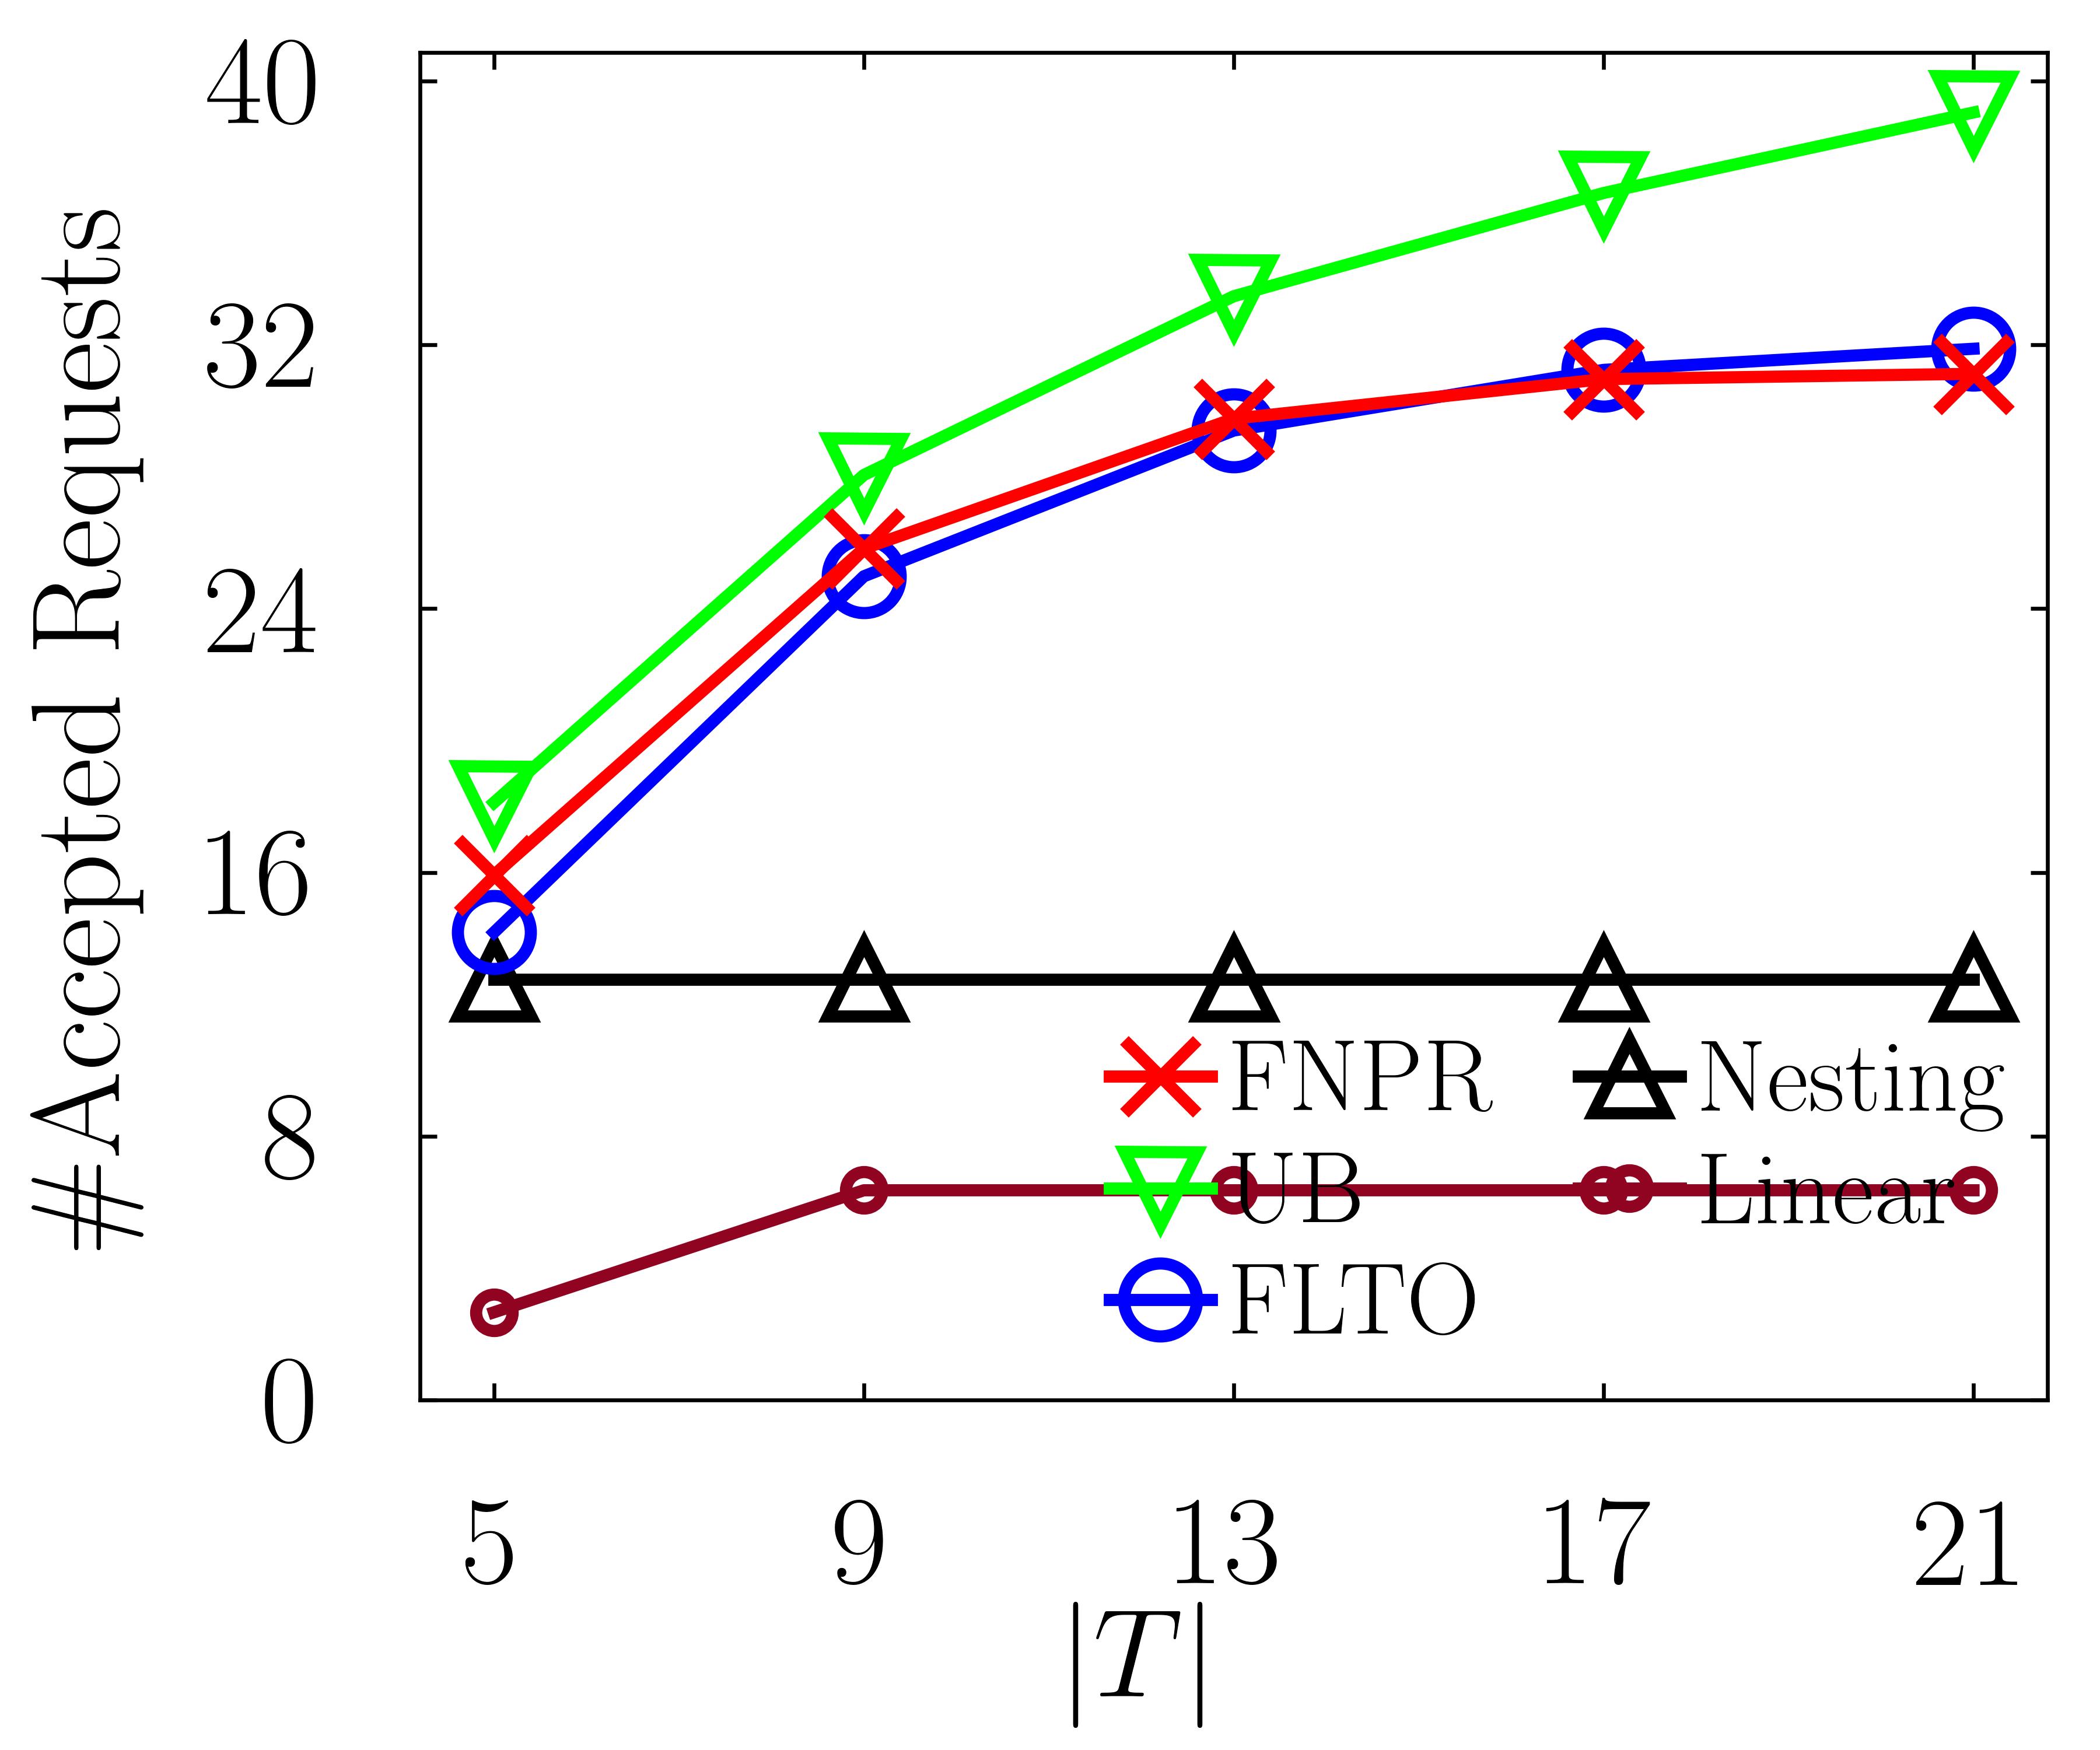 #Accepted Requests
40
32
24
16
8
0
FNPR
Nesting
UB
Linear
FLTO
5 9 13 17 21
|T|